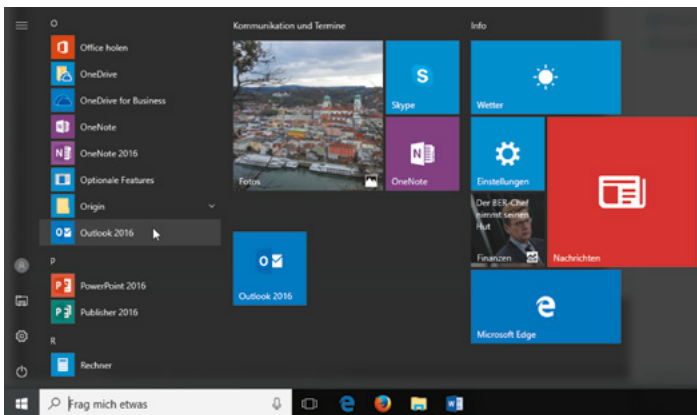 O
Office holen
OneDrive
OneDrive for Business
OneNote
OneNote 2016
Optionale Features
Origin
Outlook 2016
P
PowerPoint 2016
Publisher 2016
R
Rechner
Frag mich etwas
Kommunikation und Termine
Fotos
Skype
OneNote
Outlook 2016
Info
Wetter
Einstellungen
Der BER-Chef
nimmt seinen
Hut
Finanzen
Nachrichten
Microsoft Edge